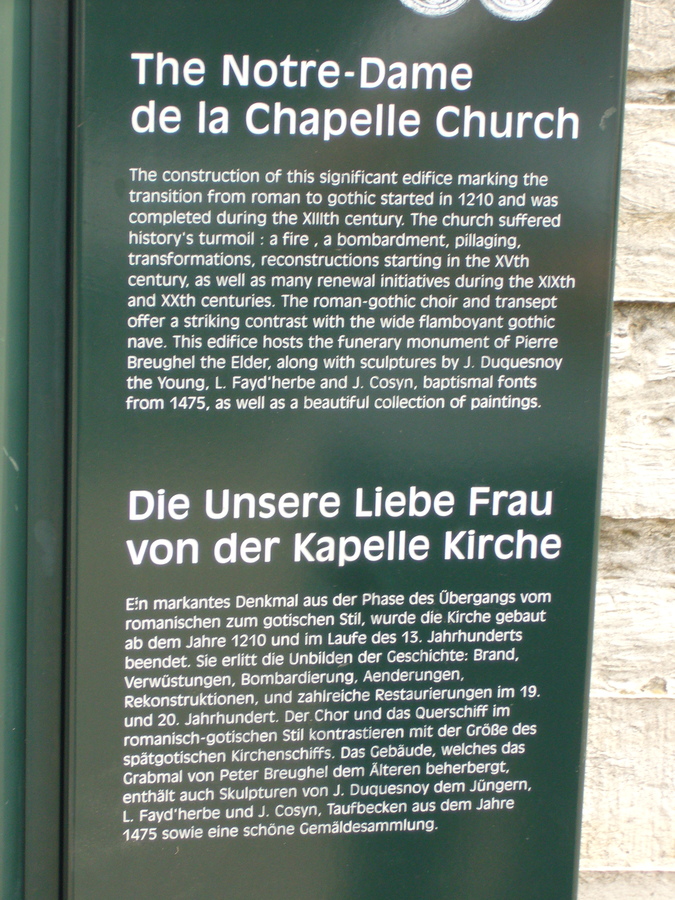 The Notre-Dame
de la Chapelle Church
The construction of this significant edifice marking the
transition from roman to gothic started in 1210 and was
completed during the XIIIth century. The church suffered
history's turmoil : a fire , a bombardment, pillaging,
transformations, reconstructions starting in the XVth
century, as well as many renewal initiatives during the XIXth
and XXth centuries. The roman-gothic choir and transept
offer a striking contrast with the wide flamboyant gothic
nave. This edifice hosts the funerary monument of Pierre
Breughel the Elder, along with sculptures by J. Duquesnoy
the Young, L. Fayd'herbe and J. Cosyn, baptismal fonts
from 1475, as well as a beautiful collection of paintings.
Die Unsere Liebe Frau
von der Kapelle Kirche
Ein markantes Denkmal aus der Phase des Übergangs vom
romanischen zum gotischen Stil, wurde die Kirche gebaut
ab dem Jahre 1210 und im Laufe des 13. Jahrhunderts
beendet. Sie erlitt die Unbilden der Geschichte: Brand,
Verwüstungen, Bombardierung, Aenderungen,
Rekonstruktionen, und zahlreiche Restaurierungen im 19.
und 20. Jahrhundert. Der Chor und das Querschiff im
romanisch-gotischen Stil kontrastieren mit der Größe des
spätgotischen Kirchenschiffs. Das Gebäude, welches das
Grabmal von Peter Breughel dem Älteren beherbergt,
enthält auch Skulpturen von J. Duquesnoy dem Jüngern,
L. Fayd'herbe und J. Cosyn, Taufbecken aus dem Jahre
1475 sowie eine schöne Gemäldesammlung.